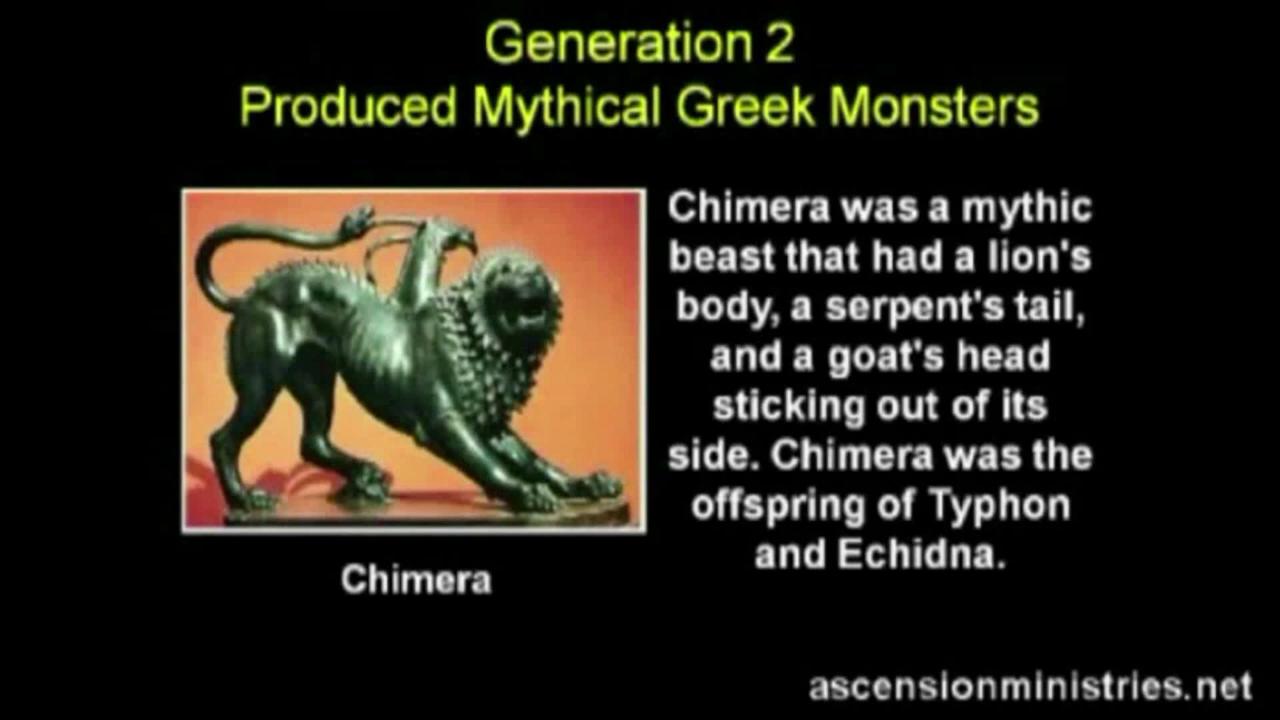 Generation 2
Produced Mythical Greek Monsters
Chimera was a mythic
beast that had a lion's
body, a serpent's tail,
and a goat's head
sticking out of its
side. Chimera was the
offspring of Typhon
and Echidna.
Chimera
ascensionministries.net